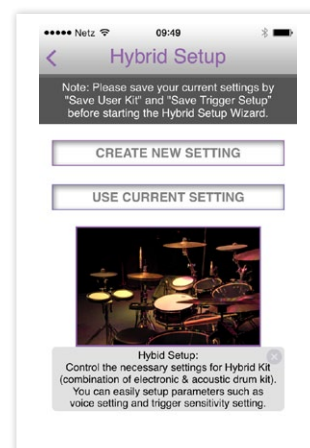 ●●●●● Netz 09:49
Hybrid Setup
Note: Please save your current settings by
"Save User Kit" and "Save Trigger Setup"
before starting the Hybrid Setup Wizard.
CREATE NEW SETTING
USE CURRENT SETTING
Hybid Setup:
Control the necessary settings for Hybrid Kit
(combination of electronic & acoustic drum kit).
You can easily setup parameters such as
voice setting and trigger sensitivity setting.